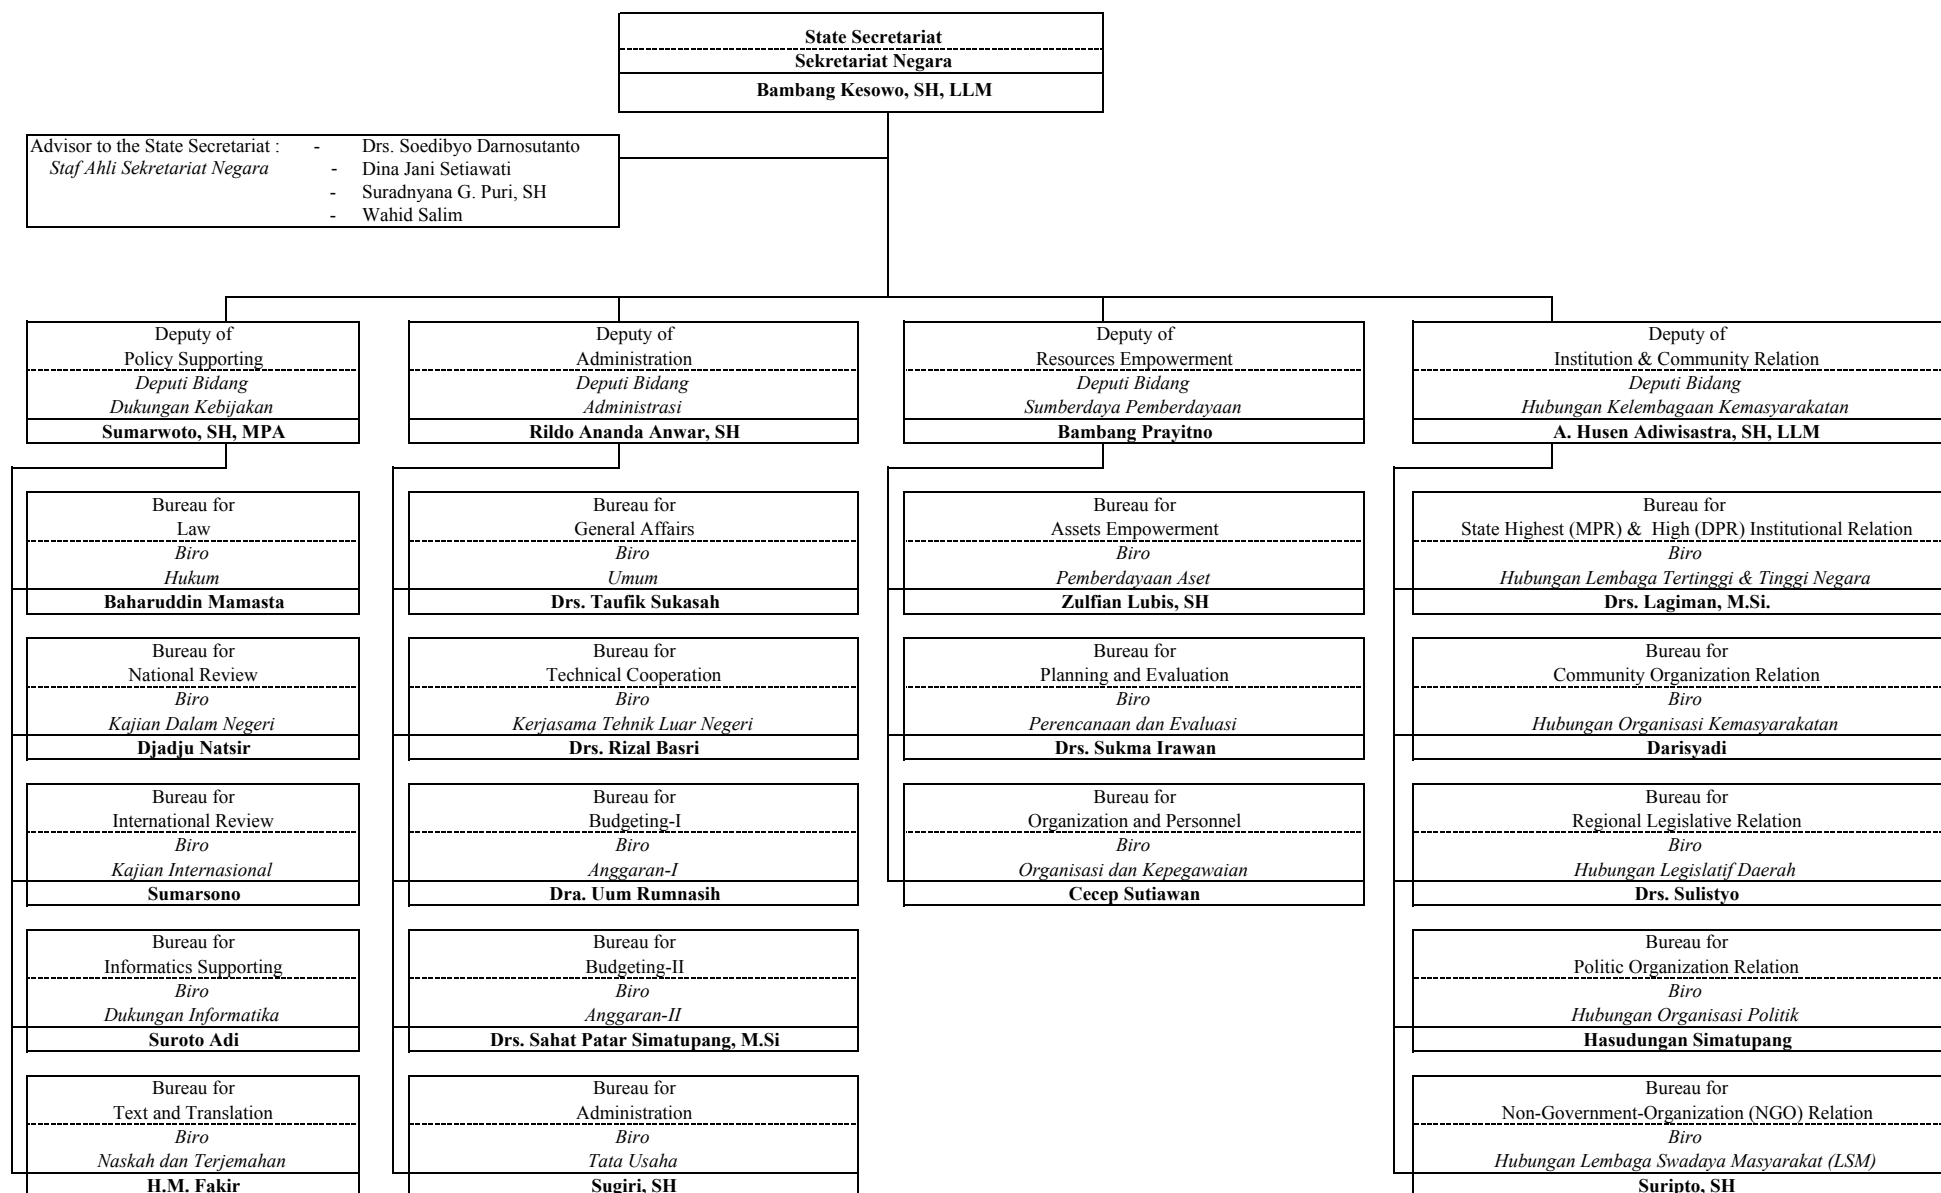 State Secretariat
Sekretariat Negara
Bambang Kesowo, SH, LLM
Advisor to the State Secretariat : - Drs. Soedibyo Darnosutanto
Staf Ahli Sekretariat Negara - Dina Jani Setiawati
- Suradnyana G. Puri, SH
- Wahid Salim
Deputy of
Policy Supporting
Deputi Bidang
Dukungan Kebijakan
Sumarwoto, SH, MPA
Deputy of
Administration
Deputi Bidang
Administrasi
Rildo Ananda Anwar, SH
Deputy of
Resources Empowerment
Deputi Bidang
Sumberdaya Pemberdayaan
Bambang Prayitno
Deputy of
Institution & Community Relation
Deputi Bidang
Hubungan Kelembagaan Kemasyarakatan
A. Husen Adiwisastra, SH, LLM
Bureau for
Law
Biro
Hukum
Baharuddin Mamasta
Bureau for
National Review
Biro
Kajian Dalam Negeri
Djadju Natsir
Bureau for
International Review
Biro
Kajian Internasional
Sumarsono
Bureau for
Informatics Supporting
Biro
Dukungan Informatika
Suroto Adi
Bureau for
Text and Translation
Biro
Naskah dan Terjemahan
H.M. Fakir
Bureau for
General Affairs
Biro
Umum
Drs. Taufik Sukasah
Bureau for
Technical Cooperation
Biro
Kerjasama Tehnik Luar Negeri
Drs. Rizal Basri
Bureau for
Budgeting-I
Biro
Anggaran-I
Dra. Uum Rumnasih
Bureau for
Budgeting-II
Biro
Anggaran-II
Drs. Sahat Patar Simatupang, M.Si
Bureau for
Administration
Biro
Tata Usaha
Sugiri, SH
Bureau for
Assets Empowerment
Biro
Pemberdayaan Aset
Zulfian Lubis, SH
Bureau for
Planning and Evaluation
Biro
Perencanaan dan Evaluasi
Drs. Sukma Irawan
Bureau for
Organization and Personnel
Biro
Organisasi dan Kepegawaian
Cecep Sutiawan
Bureau for
State Highest (MPR) & High (DPR) Institutional Relation
Biro
Hubungan Lembaga Tertinggi & Tinggi Negara
Drs. Lagiman, M.Si.
Bureau for
Community Organization Relation
Biro
Hubungan Organisasi Kemasyarakatan
Darisyadi
Bureau for
Regional Legislative Relation
Biro
Hubungan Legislatif Daerah
Drs. Sulistyo
Bureau for
Politic Organization Relation
Biro
Hubungan Organisasi Politik
Hasudungan Simatupang
Bureau for
Non-Government-Organization (NGO) Relation
Biro
Hubungan Lembaga Swadaya Masyarakat (LSM)
Suripto, SH